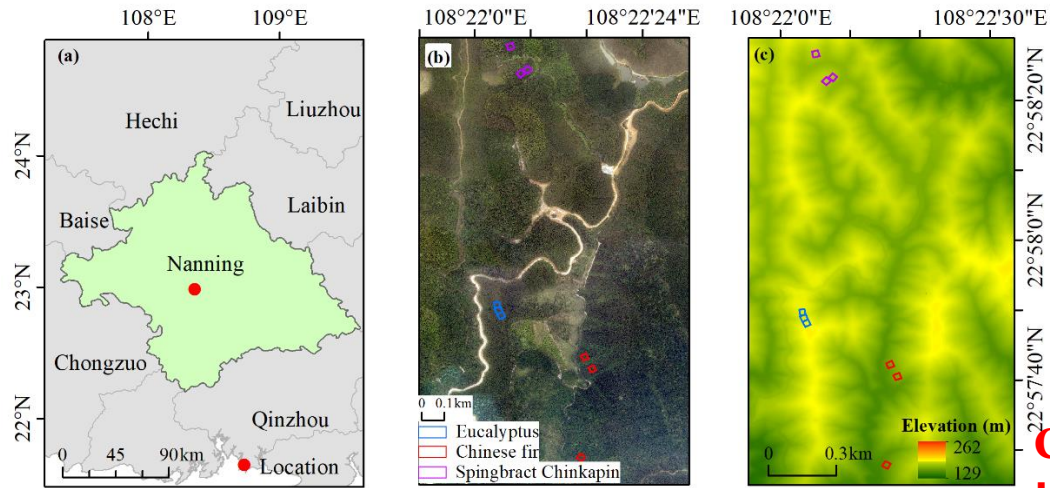 108°E
109°E
108°22'0"E
108°22'24"E
108°22'0"E
108°22'30"E
(a)
(b)
(c)
Liuzhou
Hechi
24°N
Baise
Laibin
Nanning
23°N
Chongzuo
Qinzhou
22°N
0 45 90 km
Location
0 0.1km
Eucalyptus
Chinese fir
Spingbract Chinkapin
22°58'20"N
22°58'0"N
22°57'40"N
Elevation (m)
262
129
0 0.3km